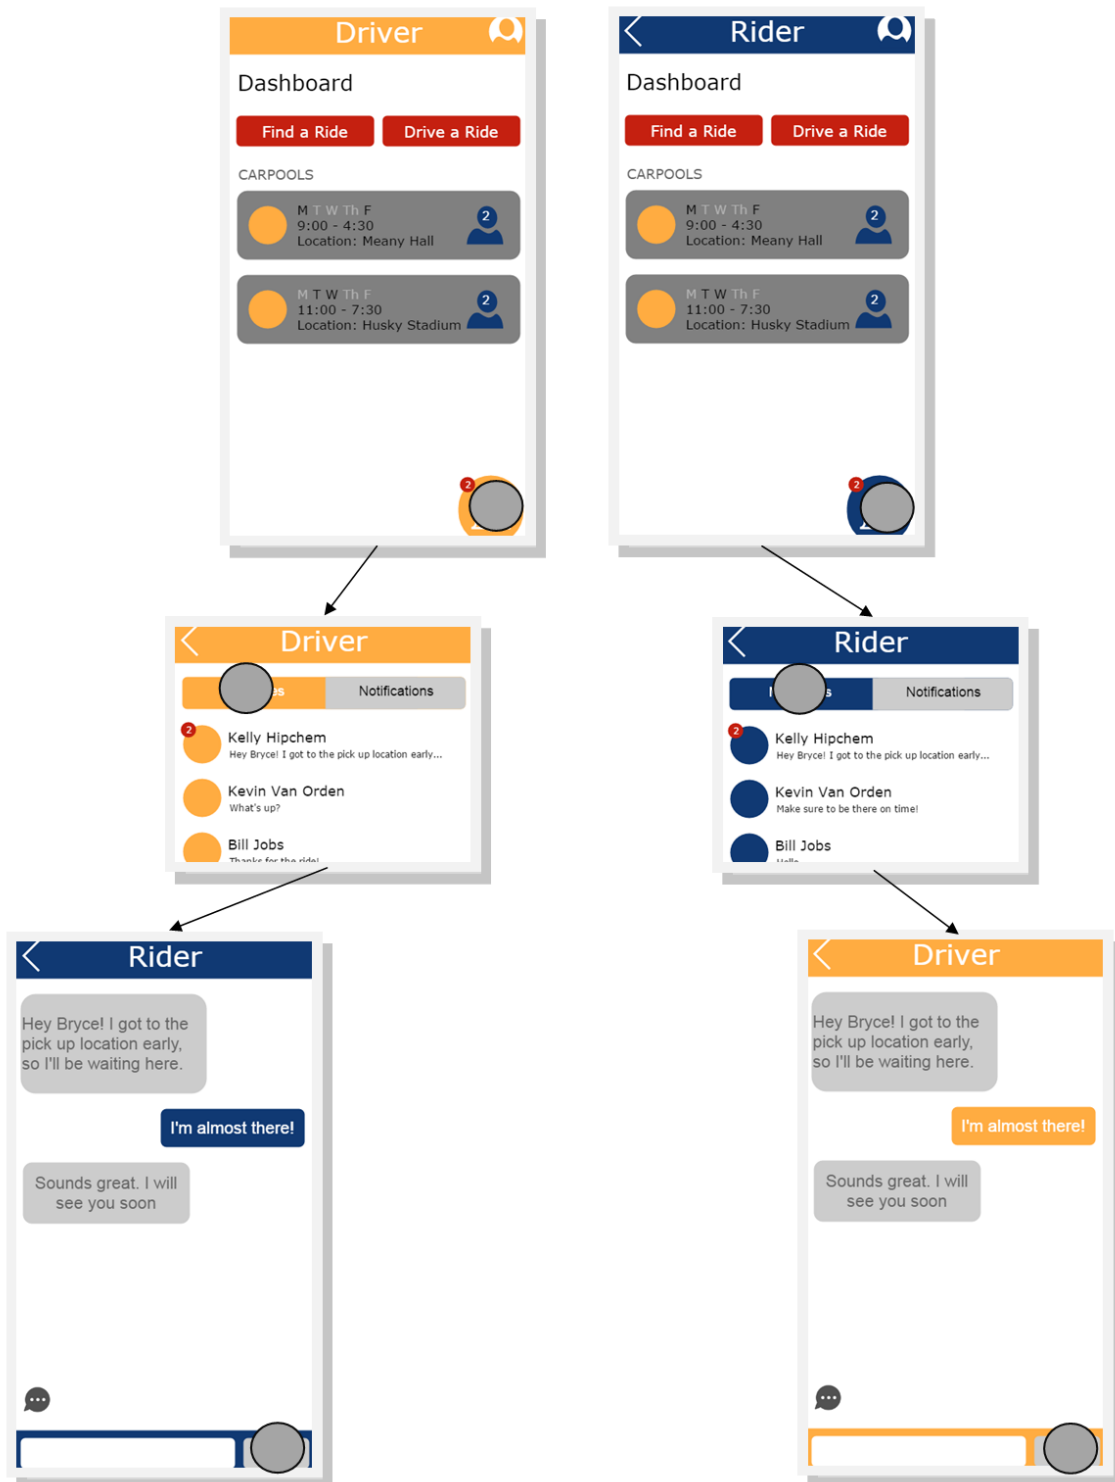 Driver
Dashboard
Find a Ride
Drive a Ride
CARPOOLS
M T W Th F
9:00 - 4:30
Location: Meany Hall
2
M T W Th F
11:00 - 7:30
Location: Husky Stadium
2
2
Rider
Dashboard
Find a Ride
Drive a Ride
CARPOOLS
M T W Th F
9:00 - 4:30
Location: Meany Hall
2
M T W Th F
11:00 - 7:30
Location: Husky Stadium
2
2
Driver
Notifications
2
Kelly Hipchem
Hey Bryce! I got to the pick up location early...
Kevin Van Orden
What's up?
Bill Jobs
Thanks for the ride!
Rider
Notifications
2
Kelly Hipchem
Hey Bryce! I got to the pick up location early...
Kevin Van Orden
Make sure to be there on time!
Bill Jobs
Rider
Hey Bryce! I got to the
pick up location early,
so I'll be waiting here.
I'm almost there!
Sounds great. I will
see you soon
Driver
Hey Bryce! I got to the
pick up location early,
so I'll be waiting here.
I'm almost there!
Sounds great. I will
see you soon